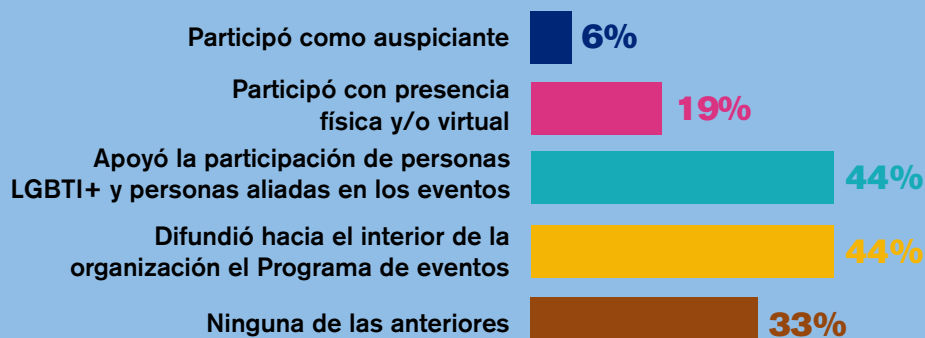 Participó como auspiciante 6%
Participó con presencia
física y/o virtual 19%
Apoyó la participación de personas
LGBTI+ y personas aliadas en los eventos 44%
Difundió hacia el interior de la
organización el Programa de eventos 44%
Ninguna de las anteriores 33%